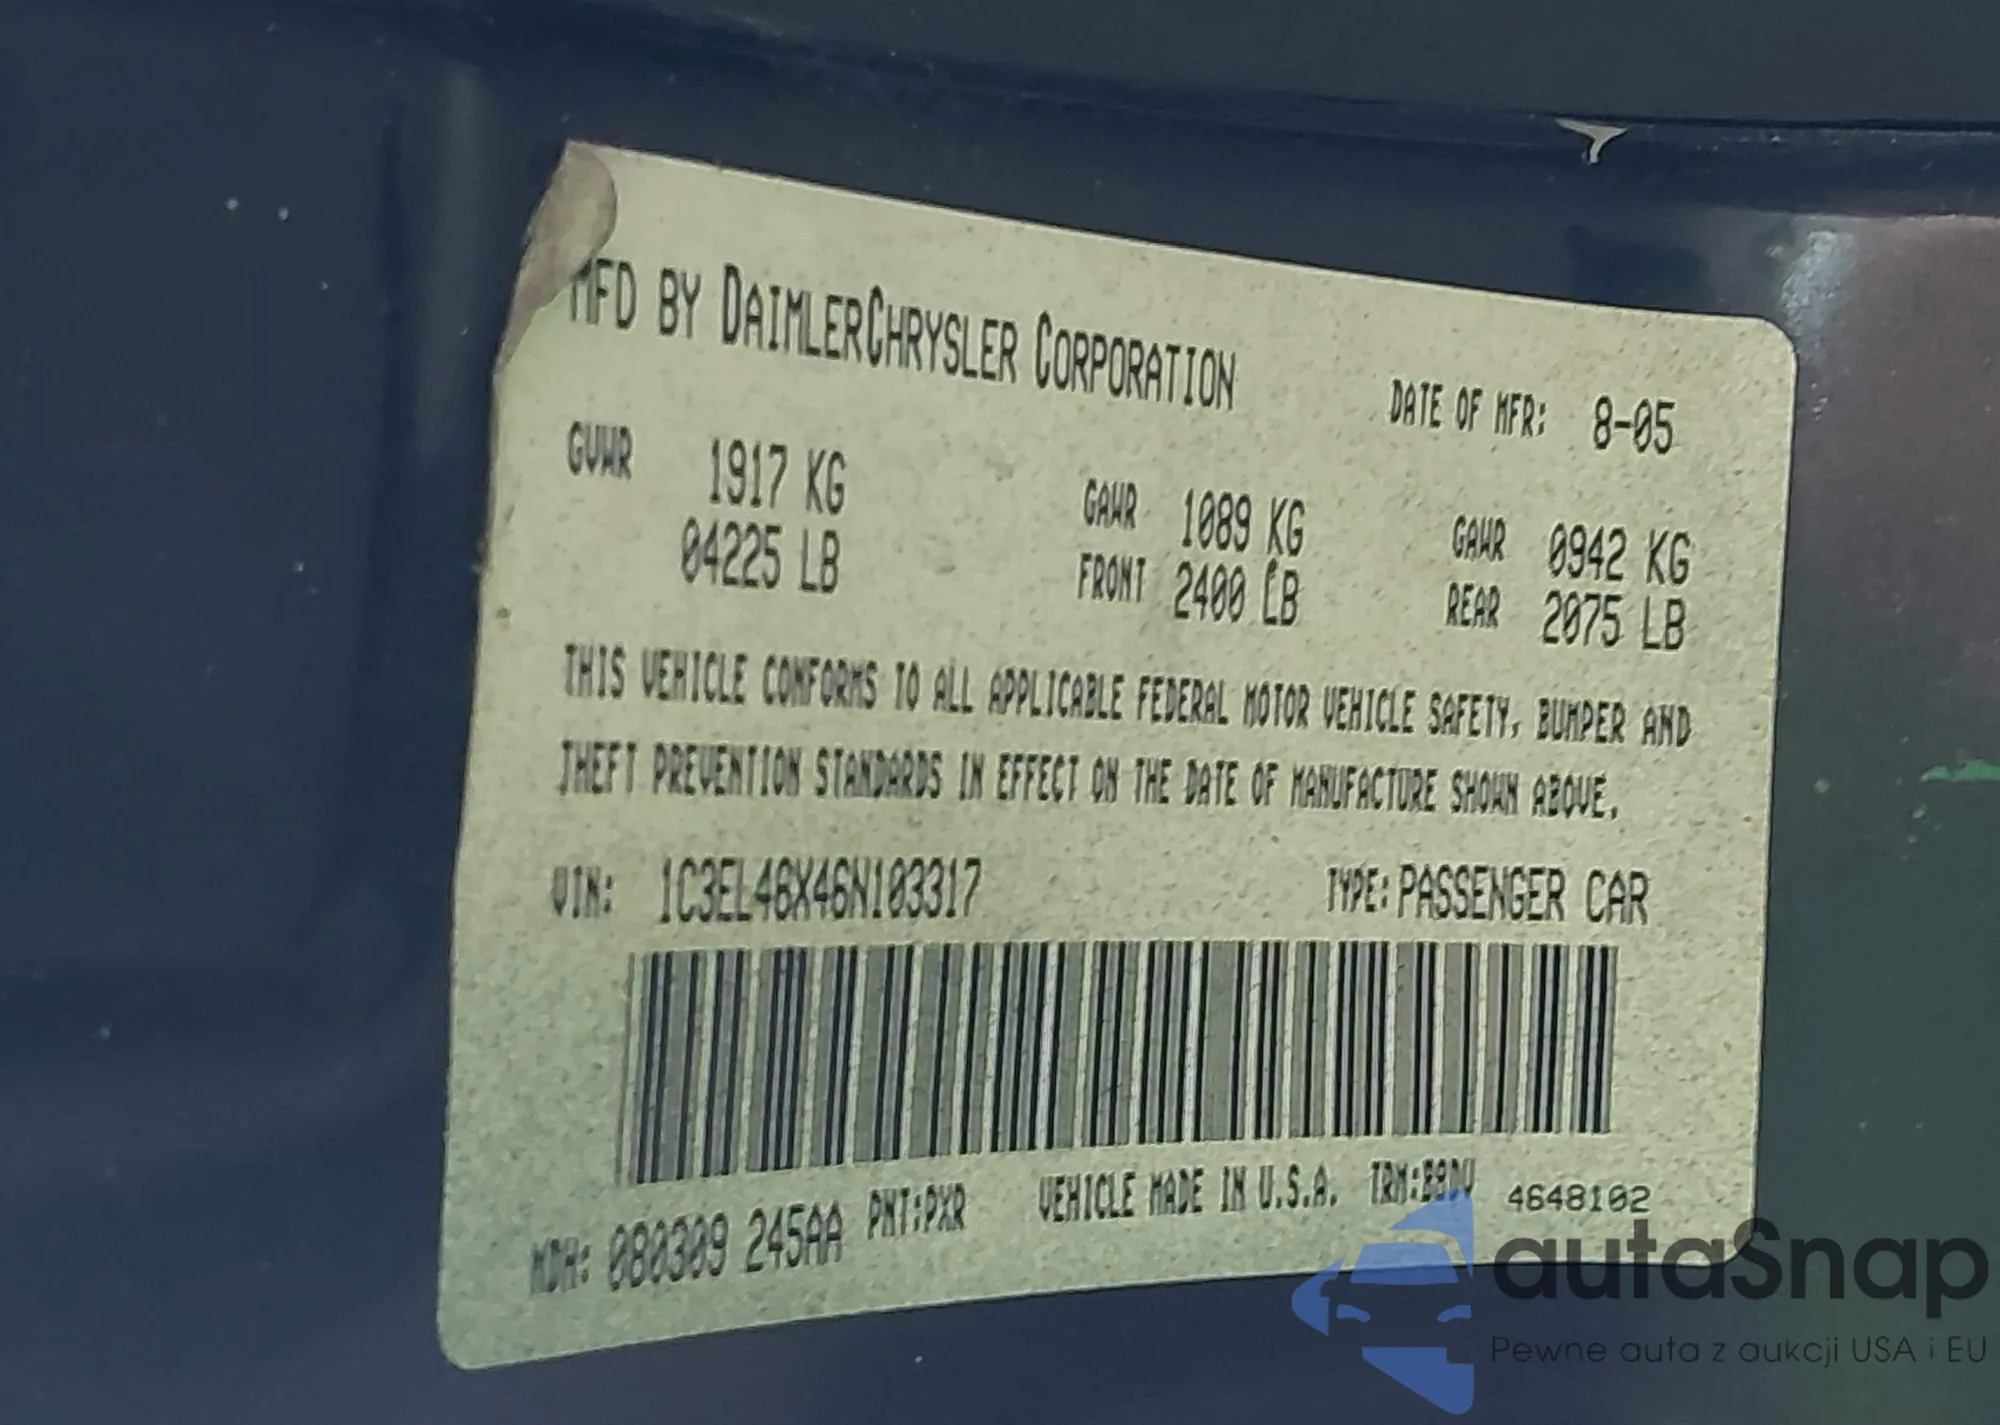 MFD BY DAIMLERCHRYSLER CORPORATION
DATE OF MFR: 8-05
GVWR 1917 KG
04225 LB
GAWR 1089 KG
FRONT 2400 LB
GAWR 0942 KG
REAR 2075 LB
THIS VEHICLE CONFORMS TO ALL APPLICABLE FEDERAL MOTOR VEHICLE SAFETY, BUMPER AND
THEFT PREVENTION STANDARDS IN EFFECT ON THE DATE OF MANUFACTURE SHOWN ABOVE.
VIN: 1C3EL46X46N103317 TYPE: PASSENGER CAR
MDH: 080309 245AA PNT:PXR VEHICLE MADE IN U.S.A. 4648102
autaSnap
Pewne auta z aukcji USA i EU